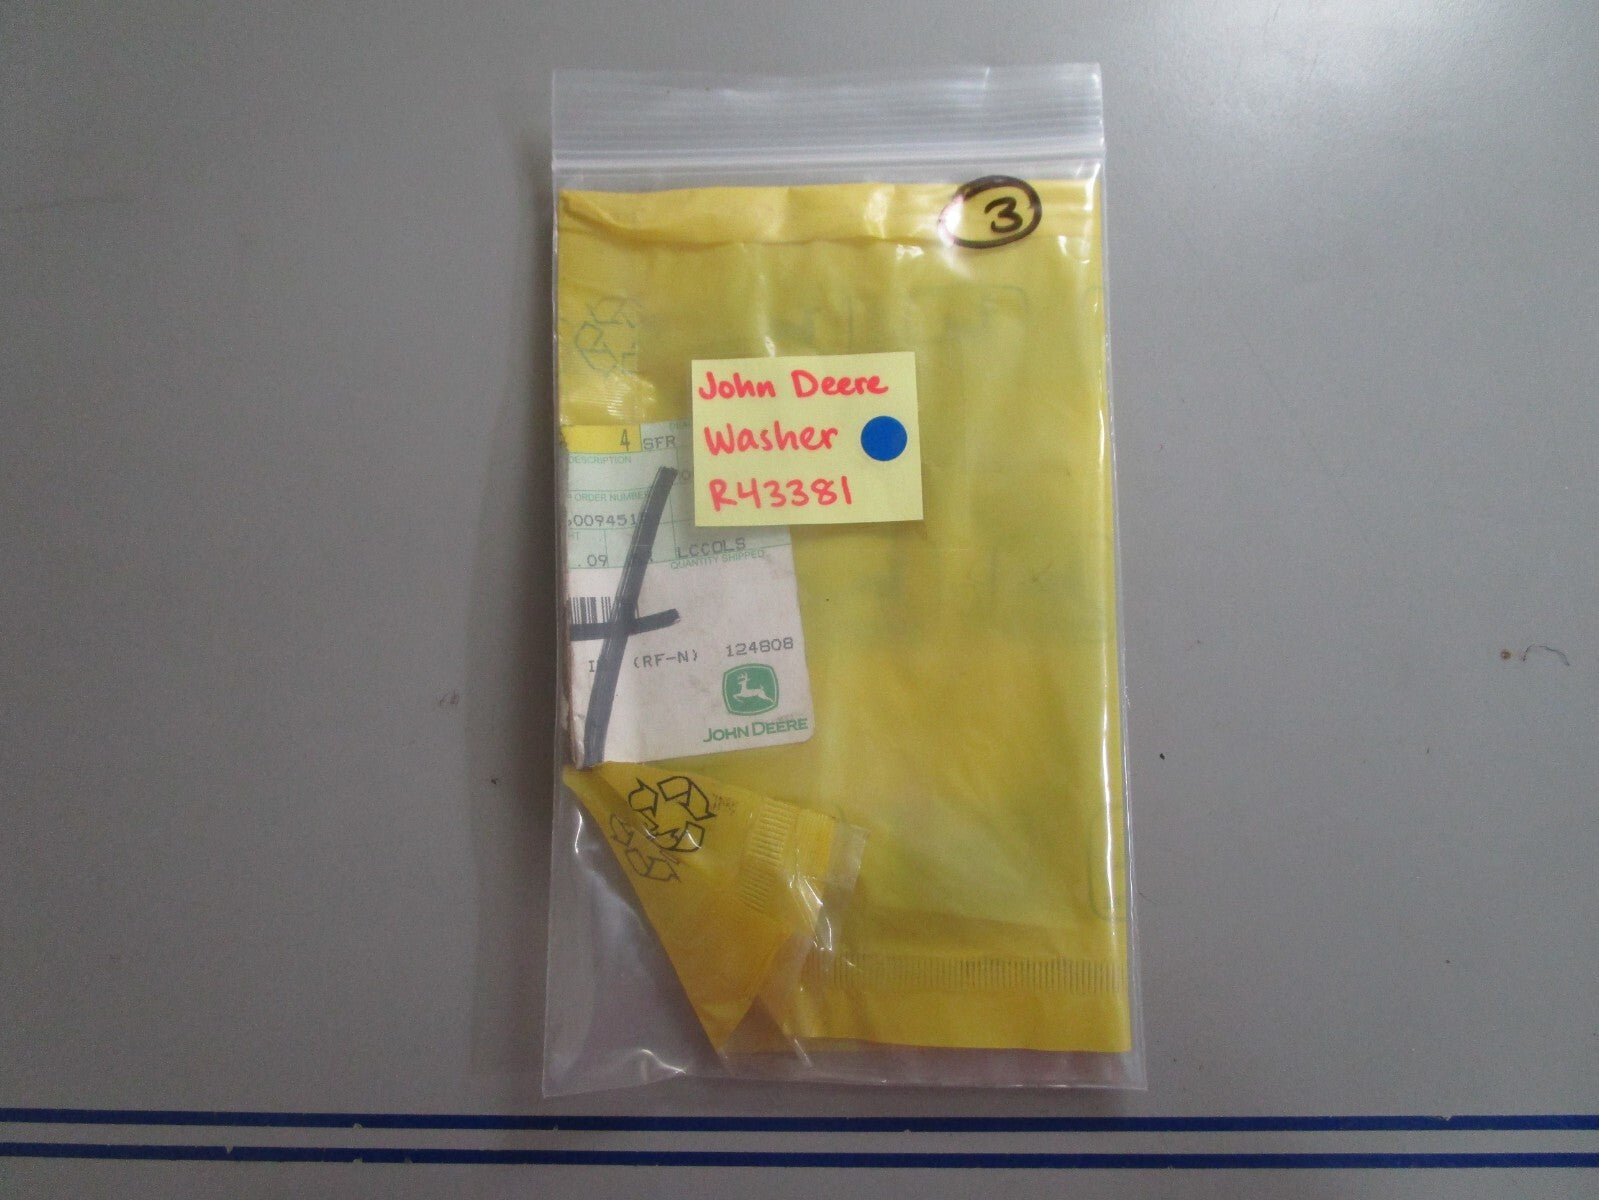 3
John Deere
Washer
R43381
4 SFR
DESCRIPTION
ORDER NUMBER
009451
.09 LCCOLS
QUANTITY SHIPPED
(RF-N) 124808
JOHN DEERE